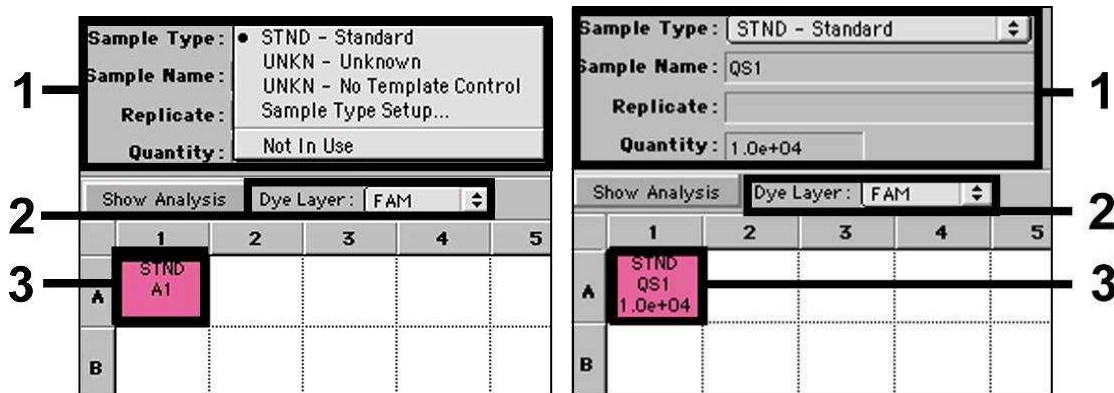 Sample Type: • STND - Standard
UNKN - Unknown
Sample Name:
UNKN - No Template Control
Replicate:
Sample Type Setup...
Quantity:
Not In Use
1
Show Analysis Dye Layer: FAM
2
1 2 3 4 5
STND
A1
3
A
B
Sample Type: STND - Standard
Sample Name: QS1
1
Replicate:
Quantity: 1.0e+04
Show Analysis Dye Layer: FAM
2
1 2 3 4 5
STND
QS1
1.0e+04
3
A
B